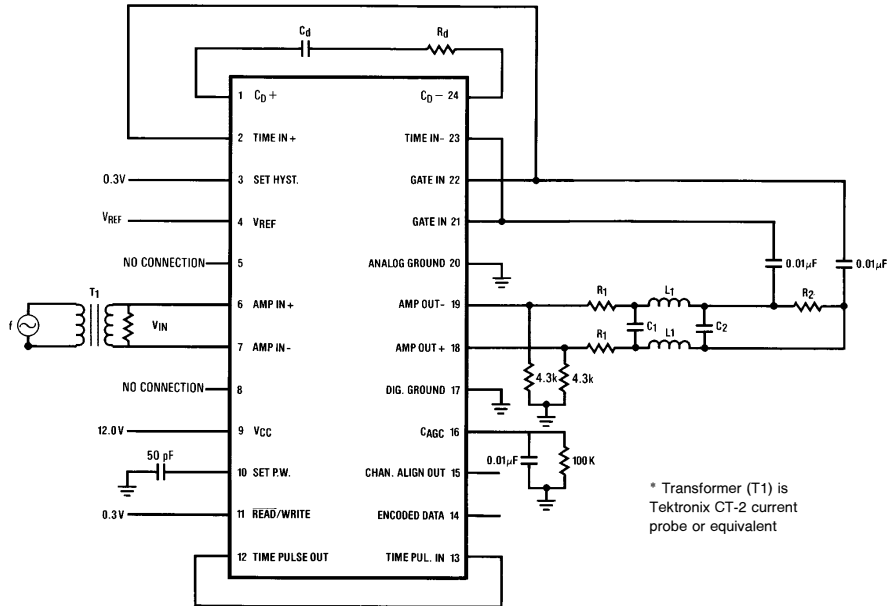 Cd
Rd
1 CD+
CD- 24
2 TIME IN+
TIME IN- 23
0.3V
3 SET HYST.
GATE IN 22
VREF
4 VREF
GATE IN 21
0.01μF
0.01μF
NO CONNECTION
5
ANALOG GROUND 20
T1
R1
L1
R2
6 AMP IN+
AMP OUT- 19
f
VIN
C1
C2
7 AMP IN-
AMP OUT+ 18
R1
L1
NO CONNECTION
8
DIG. GROUND 17
4.3k
4.3k
12.0V
9 VCC
CAGC 16
50 pF
10 SET P.W.
CHAN. ALIGN OUT 15
0.01μF
100K
0.3V
11 READ/WRITE
ENCODED DATA 14
12 TIME PULSE OUT
TIME PUL. IN 13
* Transformer (T1) is
Tektronix CT-2 current
probe or equivalent